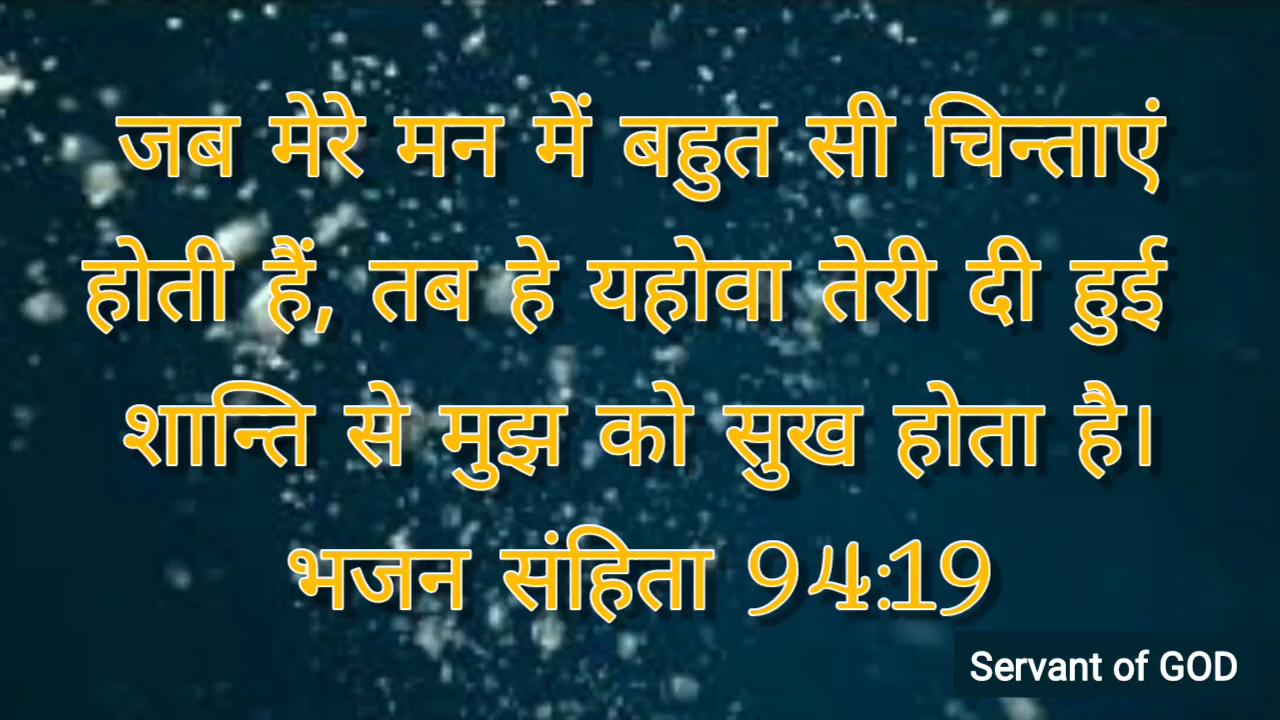 जब मेरे मन में बहुत सी चिन्ताएं
होती हैं, तब हे यहोवा तेरी दी हुई
शान्ति से मुझ को सुख होता है।
भजन संहिता 94:19
Servant of GOD